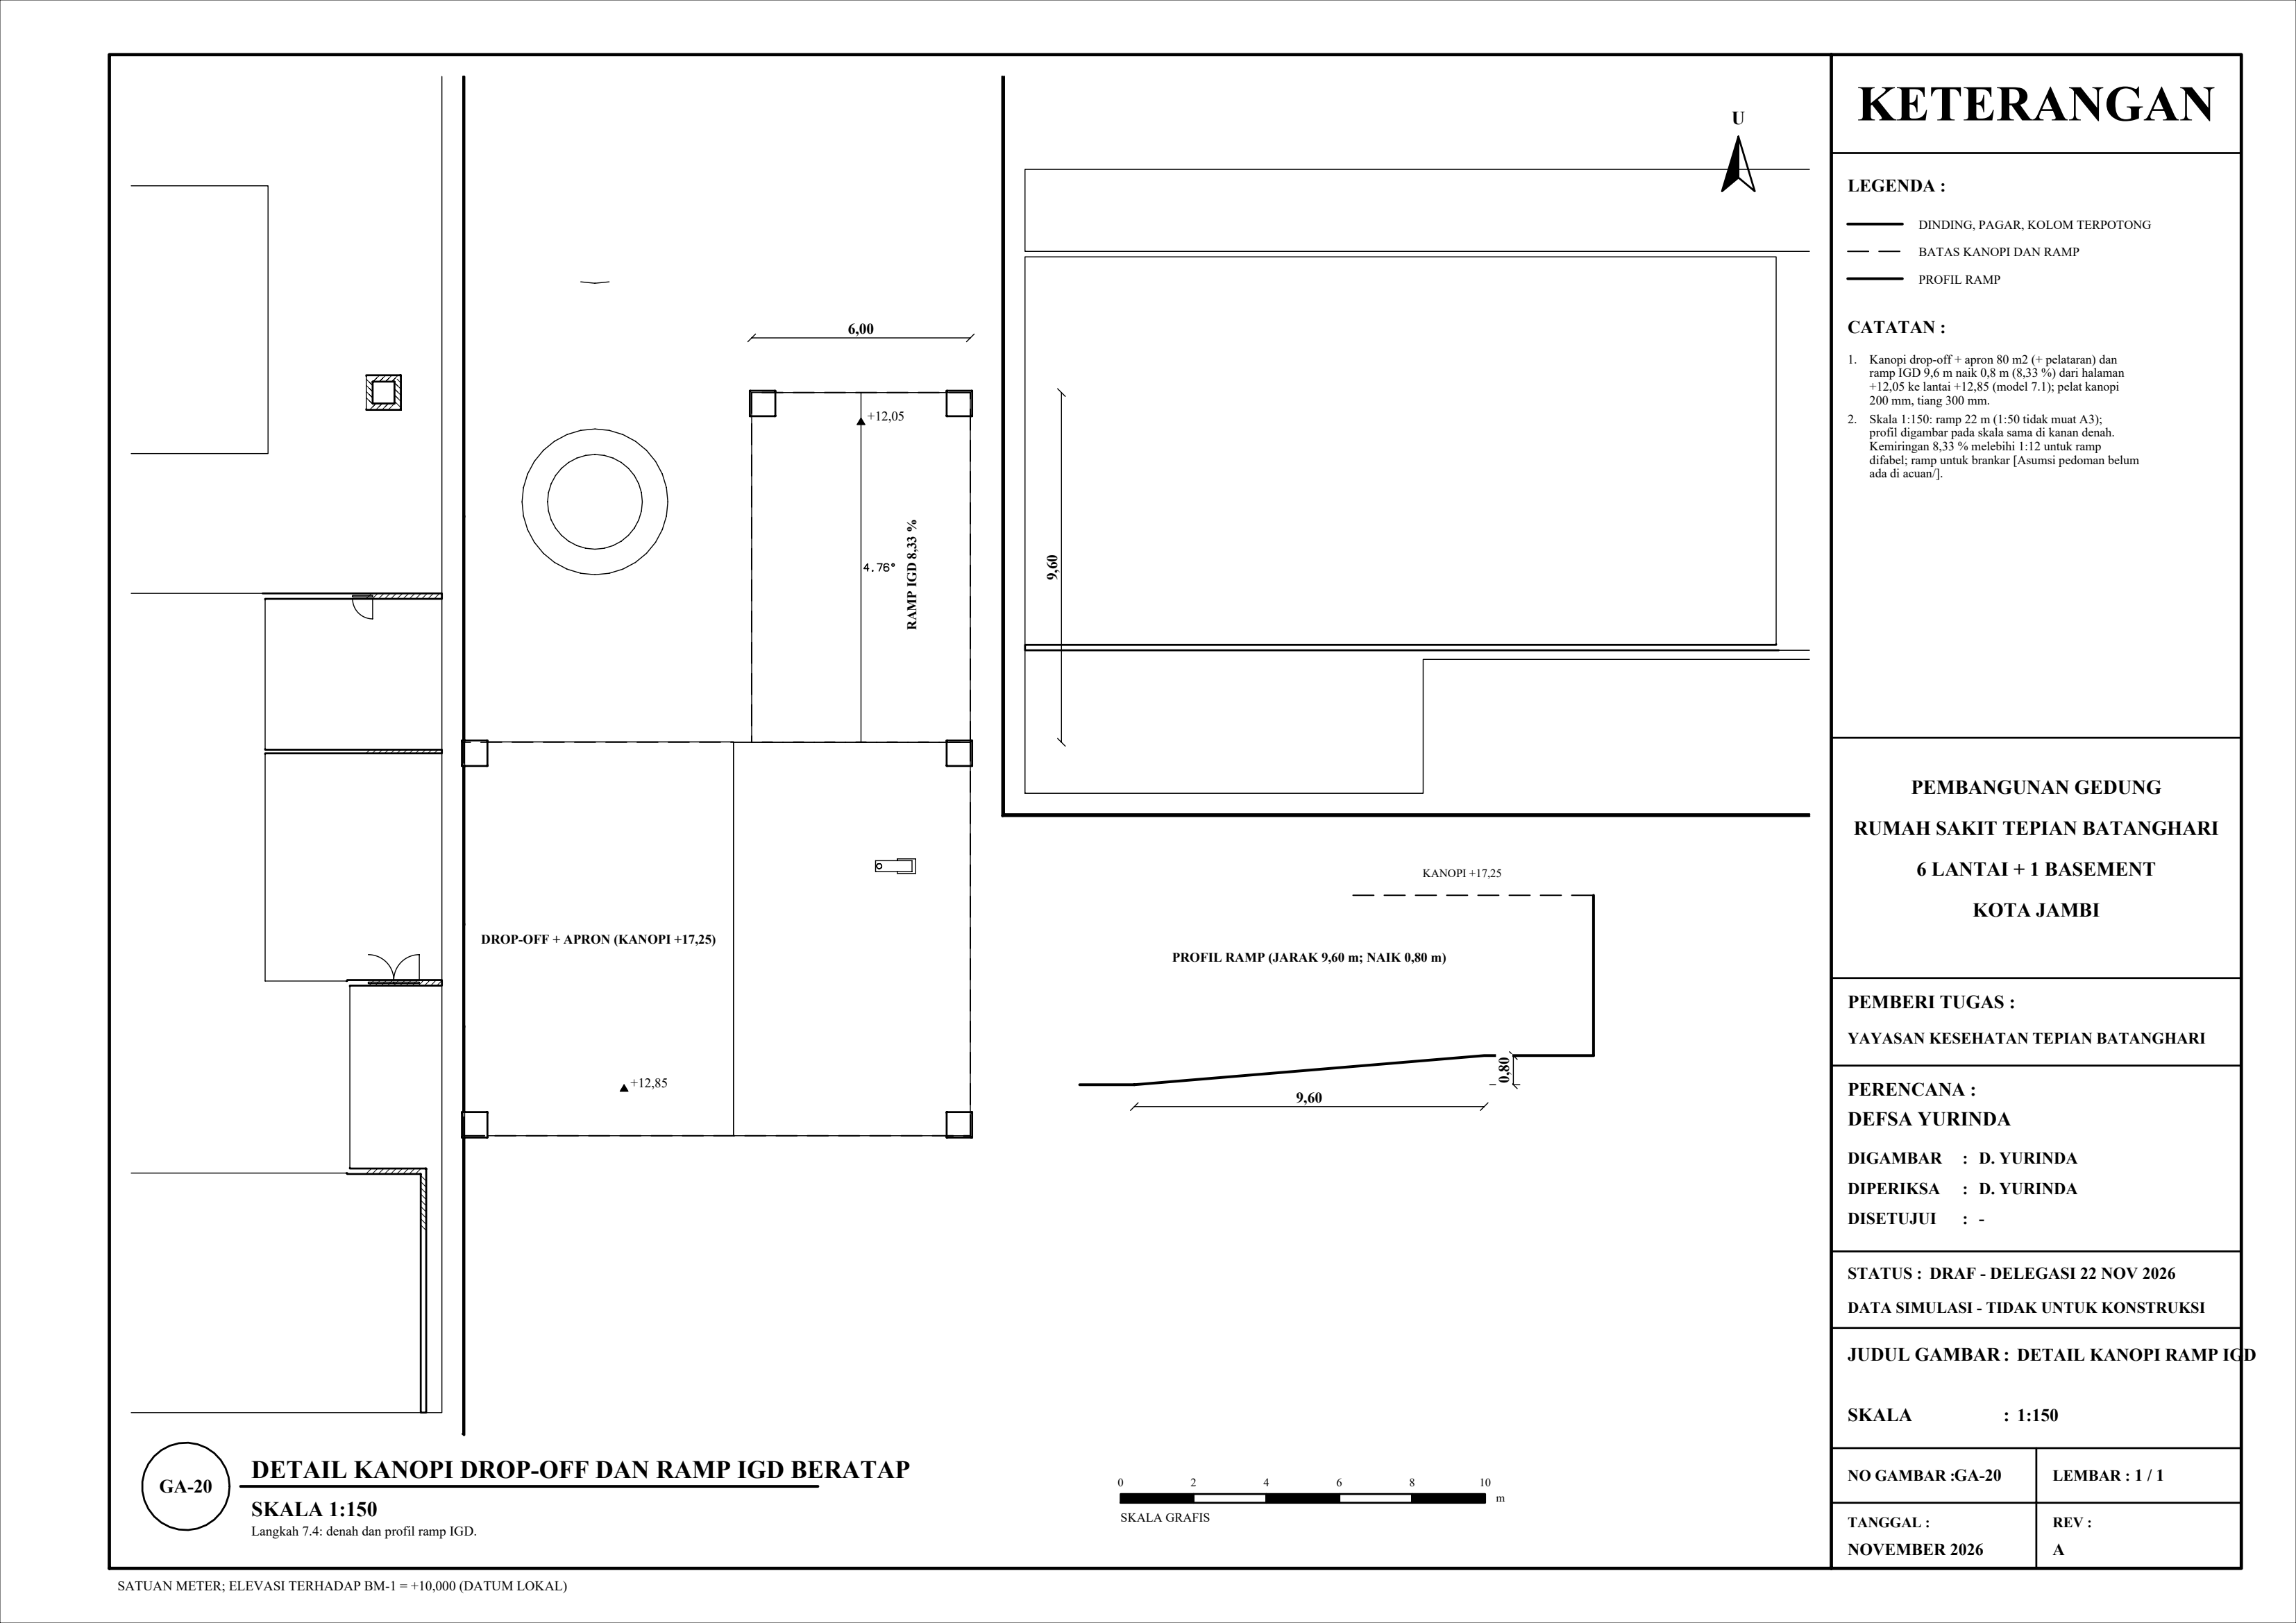 U
6,00
+12,05
4.76°
RAMP IGD 8,33 %
9,60
DROP-OFF + APRON (KANOPI +17,25)
+12,85
KANOPI +17,25
PROFIL RAMP (JARAK 9,60 m; NAIK 0,80 m)
0,80
9,60
GA-20
DETAIL KANOPI DROP-OFF DAN RAMP IGD BERATAP
SKALA 1:150
Langkah 7.4: denah dan profil ramp IGD.
0 2 4 6 8 10
m
SKALA GRAFIS
SATUAN METER; ELEVASI TERHADAP BM-1 = +10,000 (DATUM LOKAL)
KETERANGAN
LEGENDA :
DINDING, PAGAR, KOLOM TERPOTONG
BATAS KANOPI DAN RAMP
PROFIL RAMP
CATATAN :
1. Kanopi drop-off + apron 80 m2 (+ pelataran) dan
ramp IGD 9,6 m naik 0,8 m (8,33 %) dari halaman
+12,05 ke lantai +12,85 (model 7.1); pelat kanopi
200 mm, tiang 300 mm.
2. Skala 1:150: ramp 22 m (1:50 tidak muat A3);
profil digambar pada skala sama di kanan denah.
Kemiringan 8,33 % melebihi 1:12 untuk ramp
difabel; ramp untuk brankar [Asumsi pedoman belum
ada di acuan/].
PEMBANGUNAN GEDUNG
RUMAH SAKIT TEPIAN BATANGHARI
6 LANTAI + 1 BASEMENT
KOTA JAMBI
PEMBERI TUGAS :
YAYASAN KESEHATAN TEPIAN BATANGHARI
PERENCANA :
DEFSA YURINDA
DIGAMBAR : D. YURINDA
DIPERIKSA : D. YURINDA
DISETUJUI : -
STATUS : DRAF - DELEGASI 22 NOV 2026
DATA SIMULASI - TIDAK UNTUK KONSTRUKSI
JUDUL GAMBAR : DETAIL KANOPI RAMP IGD
SKALA : 1:150
NO GAMBAR :GA-20
LEMBAR : 1 / 1
TANGGAL :
NOVEMBER 2026
REV :
A